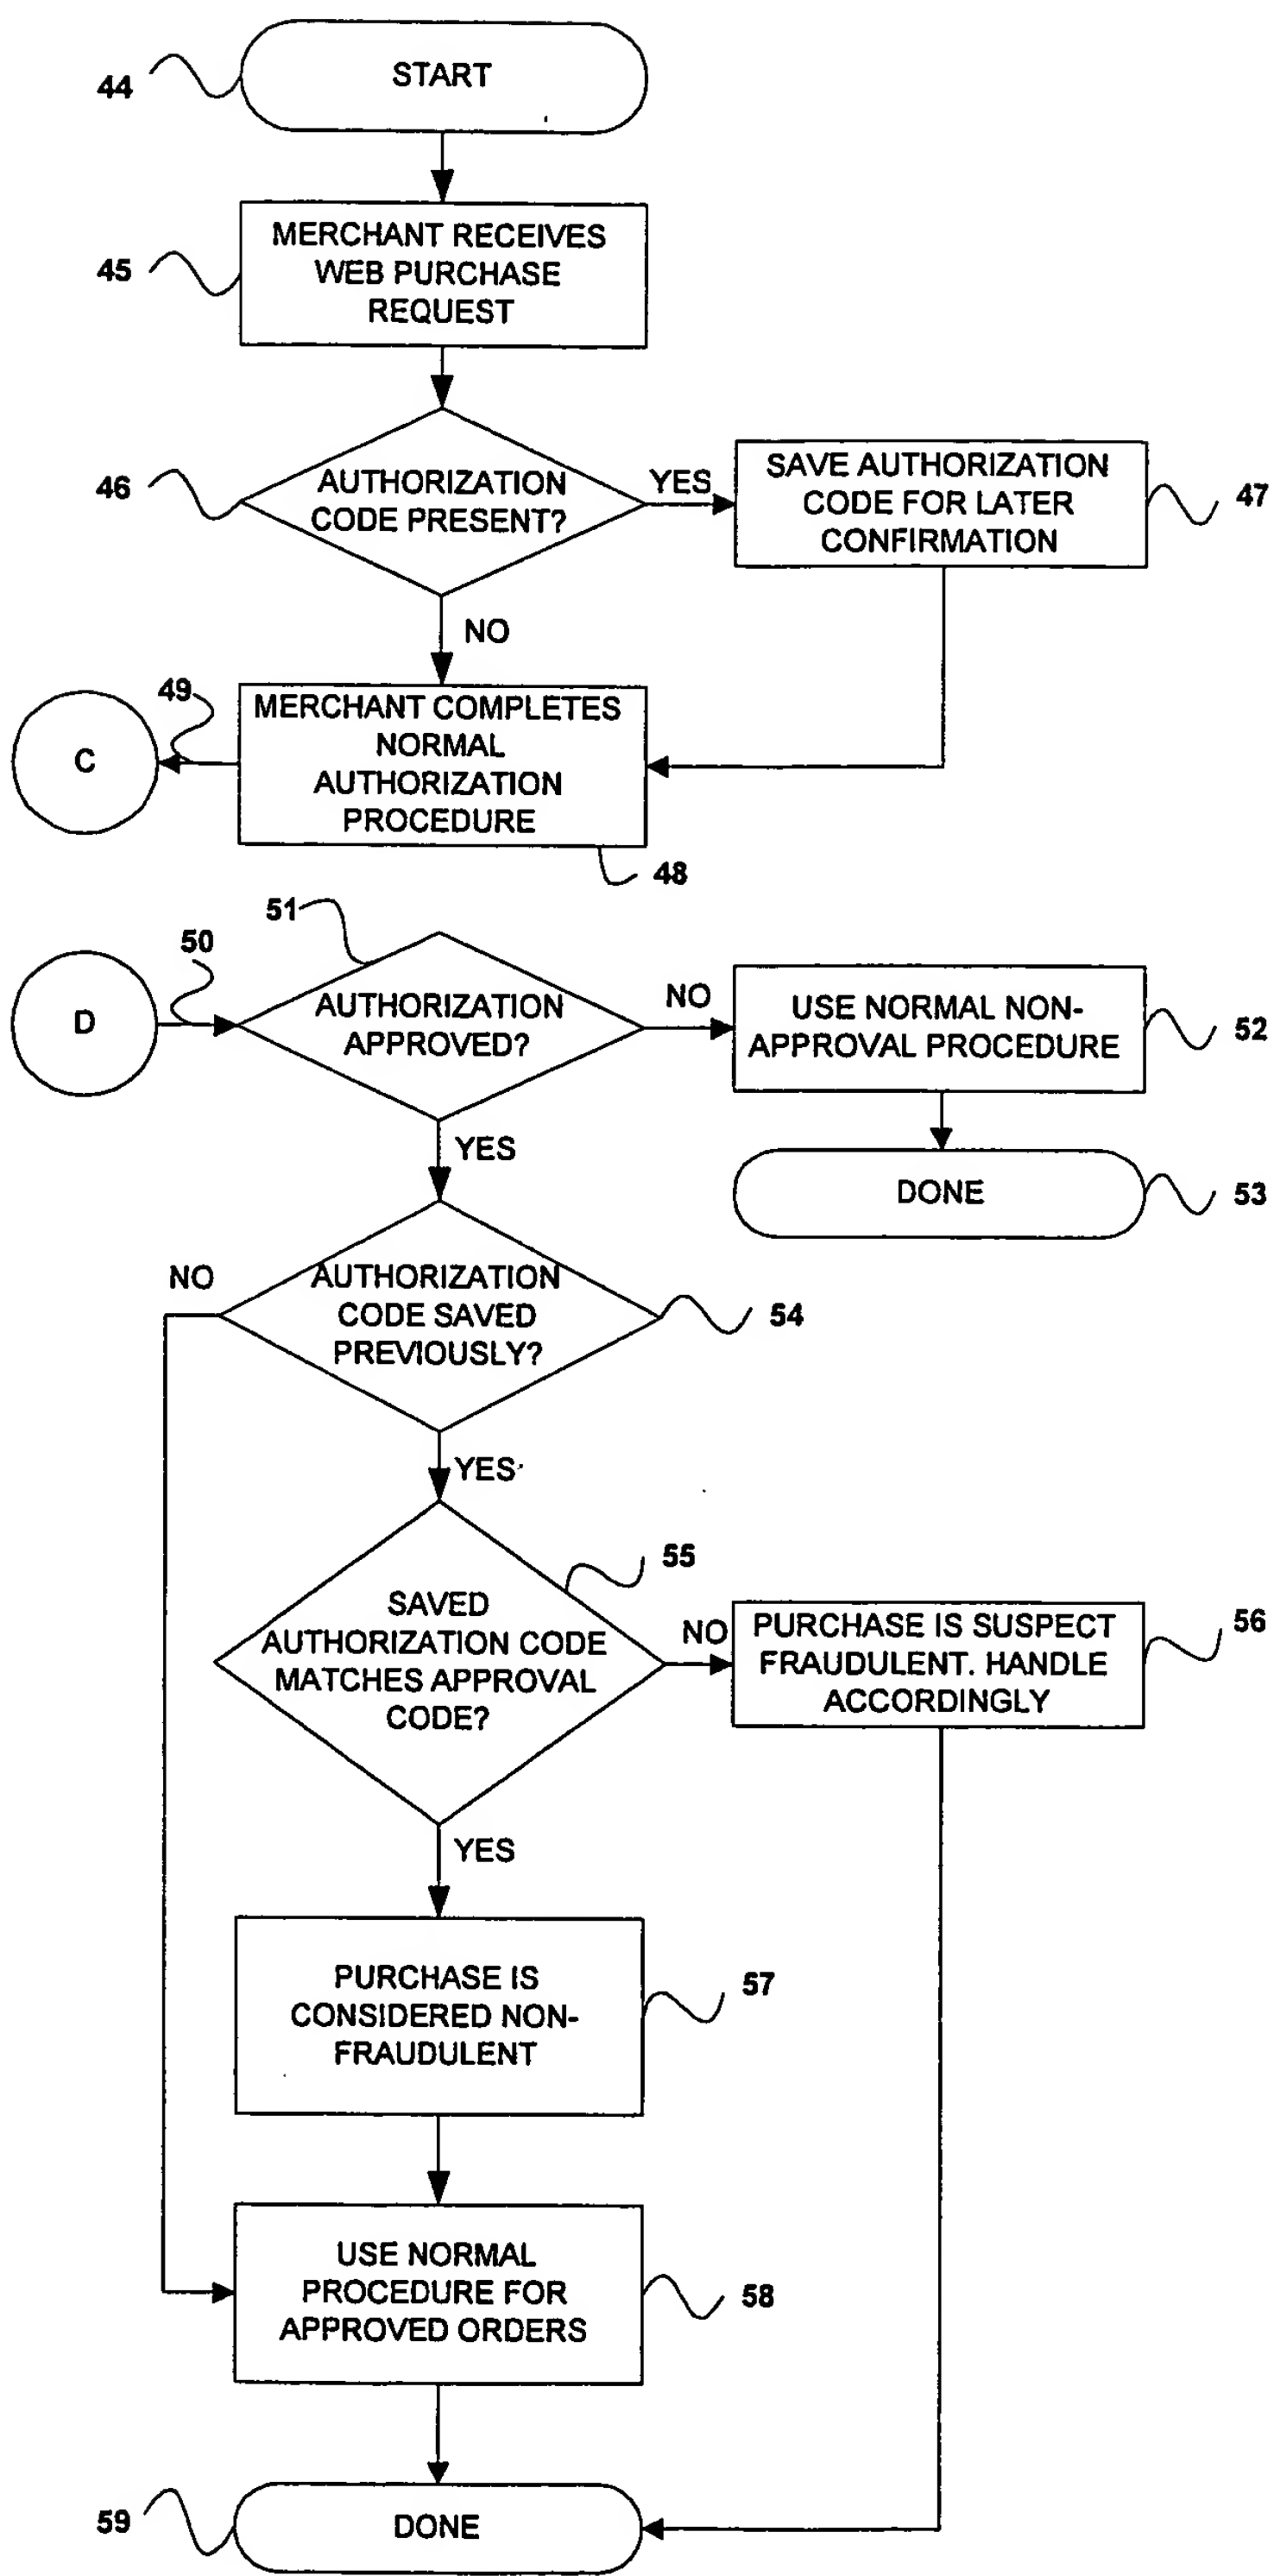 START
44
MERCHANT RECEIVES
WEB PURCHASE
REQUEST
45
AUTHORIZATION
CODE PRESENT?
46
YES
SAVE AUTHORIZATION
CODE FOR LATER
CONFIRMATION
47
NO
49
C
MERCHANT COMPLETES
NORMAL
AUTHORIZATION
PROCEDURE
48
51
50
D
AUTHORIZATION
APPROVED?
NO
USE NORMAL NON-
APPROVAL PROCEDURE
52
YES
DONE
53
NO
AUTHORIZATION
CODE SAVED
PREVIOUSLY?
54
YES
55
SAVED
AUTHORIZATION CODE
MATCHES APPROVAL
CODE?
NO
PURCHASE IS SUSPECT
FRAUDULENT. HANDLE
ACCORDINGLY
56
YES
PURCHASE IS
CONSIDERED NON-
FRAUDULENT
57
USE NORMAL
PROCEDURE FOR
APPROVED ORDERS
58
DONE
59